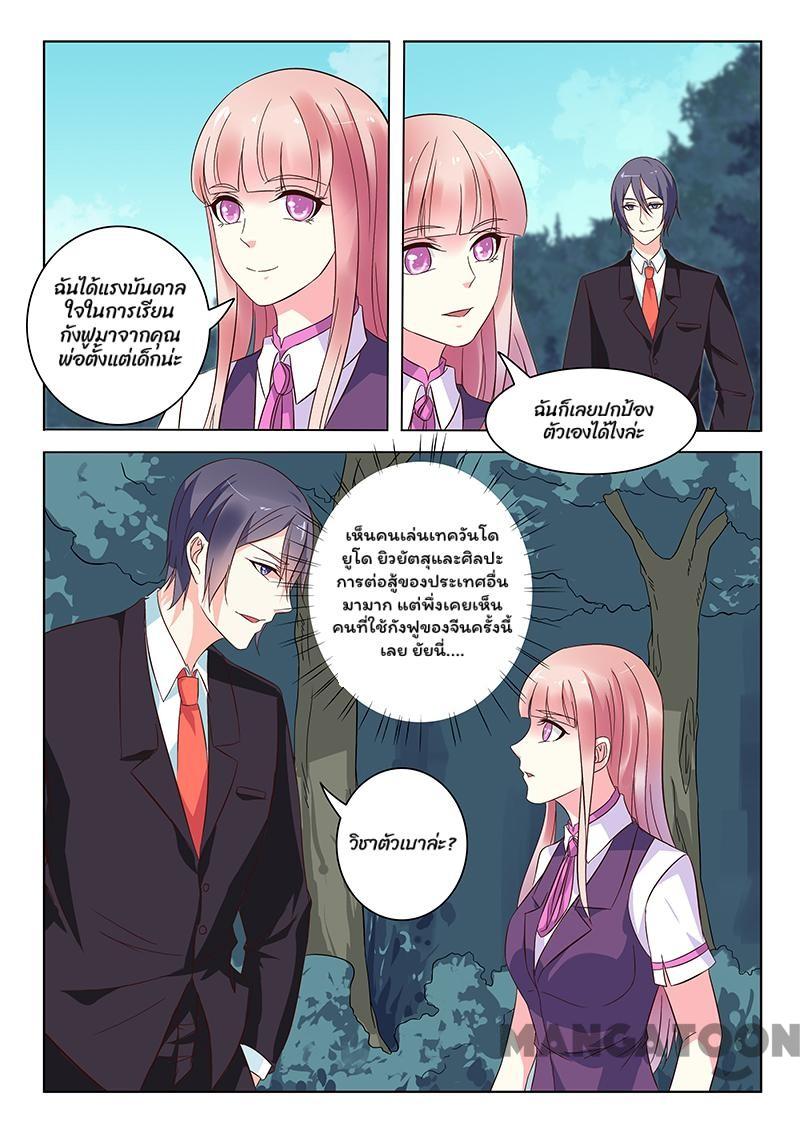 ฉันได้แรงบันดาล
ใจในการเรียน
กังฟูมาจากคุณ
พ่อตั้งแต่เด็กน่ะ
ฉันก็เลยปกป้อง
ตัวเองได้ไงล่ะ
เห็นคนเล่นเทควันโด
ยูโด ยิวยัตสุและศิลปะ
การต่อสู้ของประเทศอื่น
มามาก แต่พึ่งเคยเห็น
คนที่ใช้กังฟูของจีนครั้งนี้
เลย ยัยนี่....
วิชาตัวเบาล่ะ?
MANGATOON